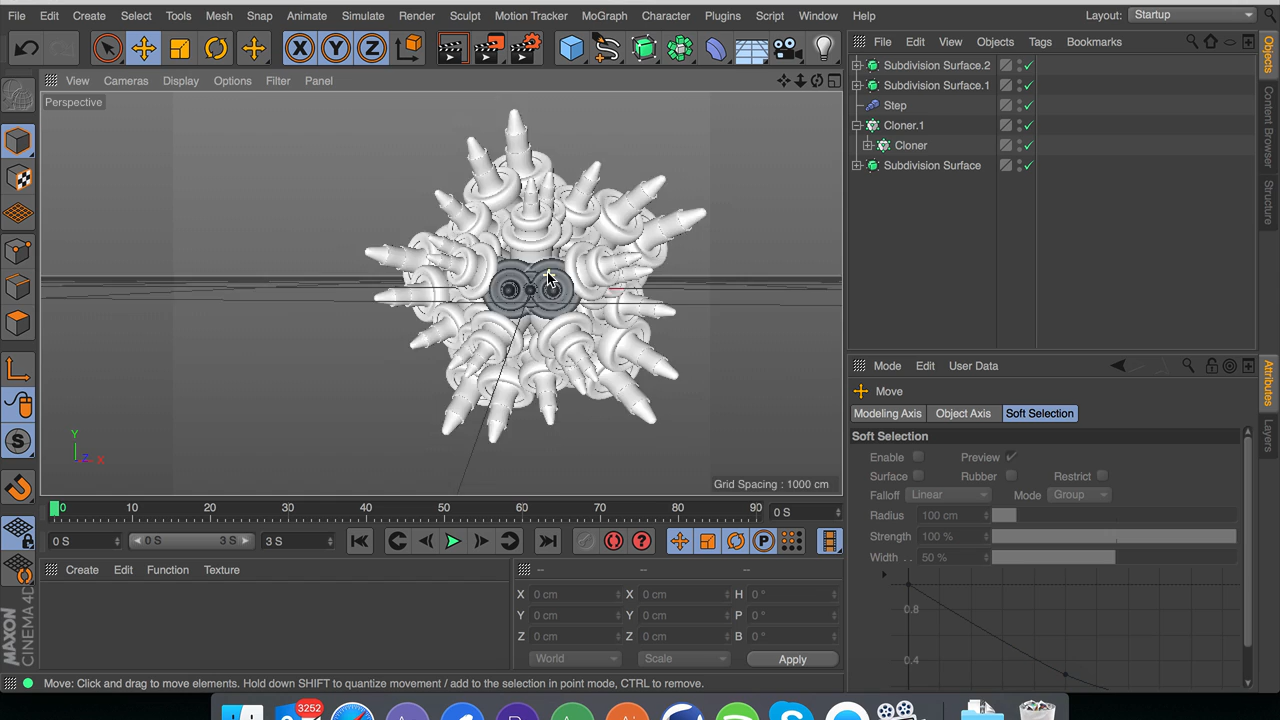 File Edit Create Select Tools Mesh Snap Animate Simulate Render Sculpt Motion Tracker MoGraph Character Plugins Script Window Help Layout: Startup
X Y Z File Edit View Objects Tags Bookmarks
Subdivision Surface.2
View Cameras Display Options Filter Panel Subdivision Surface.1
Perspective
Step
Cloner.1
Cloner
Subdivision Surface
Objects
Content Browser
Structure
Mode Edit User Data
Move
Modeling Axis Object Axis Soft Selection
Soft Selection
Enable Preview
Surface Rubber Restrict
Falloff Linear Mode Group
Radius 100 cm
Strength 100 %
Width . . 50 %
0.8
0.4
Attributes
Layers
Y
Z X
Grid Spacing : 1000 cm
0 10 20 30 40 50 60 70 80 90 0 S
0 S 0 S 3 S 3 S P
Create Edit Function Texture -- -- --
X 0 cm X 0 cm H 0 °
Y 0 cm Y 0 cm P 0 °
Z 0 cm Z 0 cm B 0 °
World Scale Apply
S
MAXON
CINEMA 4D
Move: Click and drag to move elements. Hold down SHIFT to quantize movement / add to the selection in point mode, CTRL to remove.
3252